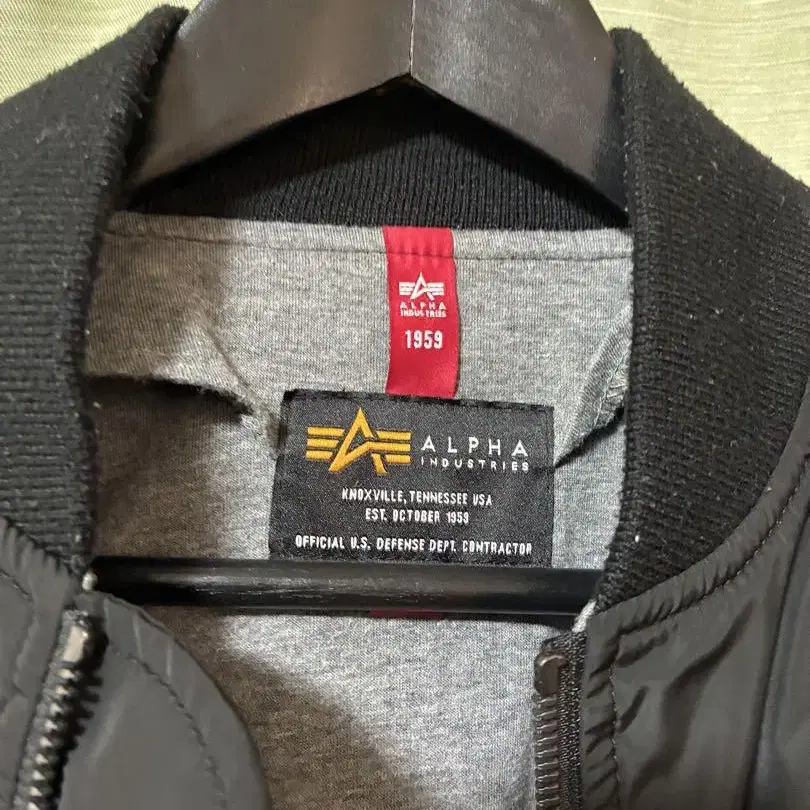 ALPHA
INDUSTRIES
1959
ALPHA
INDUSTRIES
KNOXVILLE, TENNESSEE USA
EST. OCTOBER 1959
OFFICIAL U.S. DEFENSE DEPT. CONTRACTOR